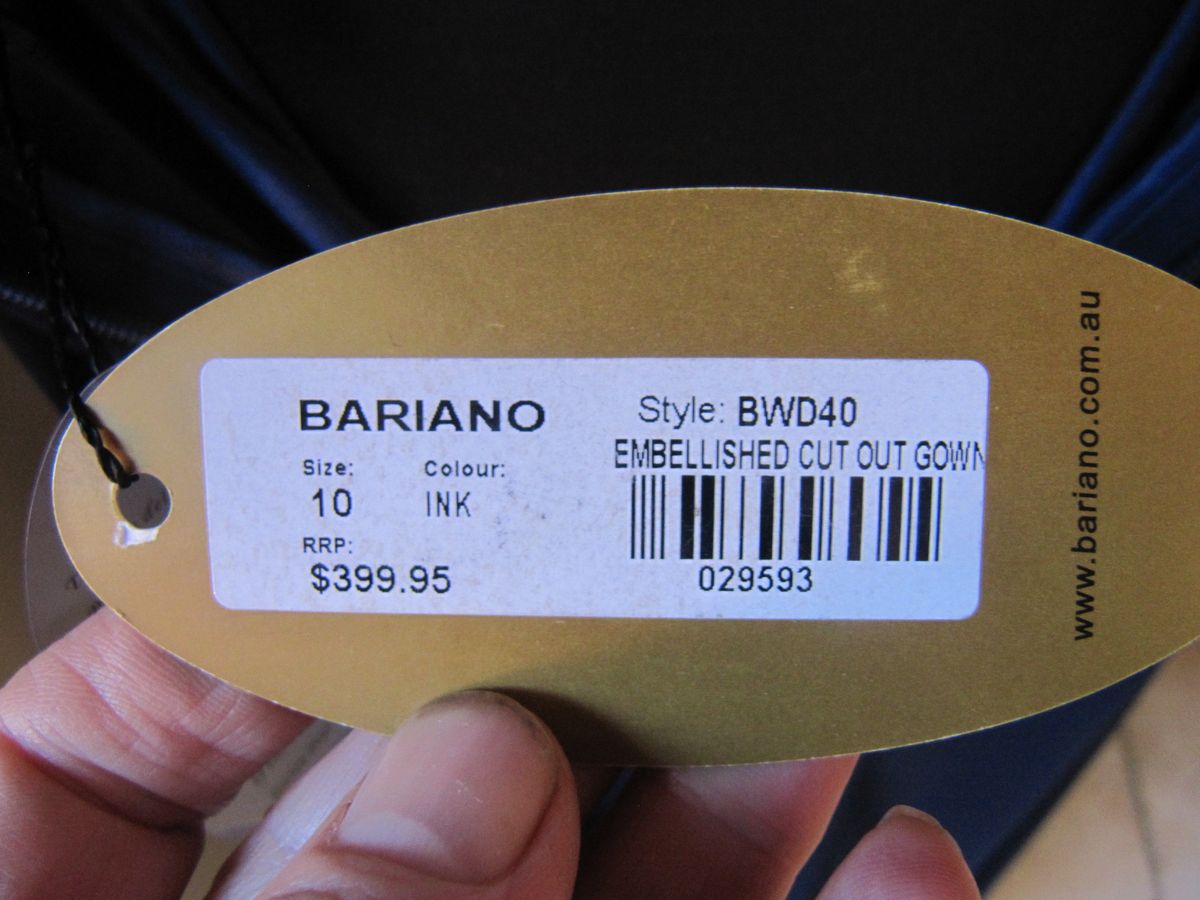 BARIANO
Size: Colour:
10 INK
RRP:
$399.95
Style: BWD40
EMBELLISHED CUT OUT GOWN
029593
www.bariano.com.au